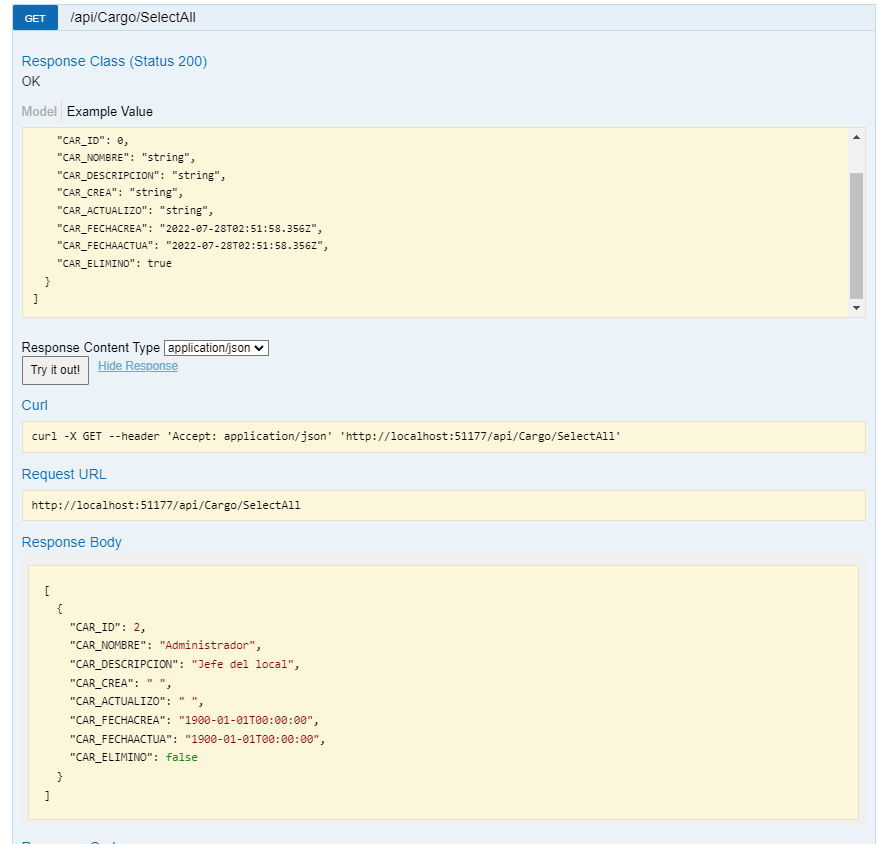 GET /api/Cargo/SelectAll
Response Class (Status 200)
OK
Model Example Value
"CAR_ID": 0,
"CAR_NOMBRE": "string",
"CAR_DESCRIPCION": "string",
"CAR_CREA": "string",
"CAR_ACTUALIZO": "string",
"CAR_FECHACREA": "2022-07-28T02:51:58.356Z",
"CAR_FECHAACTUA": "2022-07-28T02:51:58.356Z",
"CAR_ELIMINO": true
}
]
Response Content Type application/json
Try it out! Hide Response
Curl
curl -X GET --header 'Accept: application/json' 'http://localhost:51177/api/Cargo/SelectAll'
Request URL
http://localhost:51177/api/Cargo/SelectAll
Response Body
[
{
"CAR_ID": 2,
"CAR_NOMBRE": "Administrador",
"CAR_DESCRIPCION": "Jefe del local",
"CAR_CREA": " ",
"CAR_ACTUALIZO": " ",
"CAR_FECHACREA": "1900-01-01T00:00:00",
"CAR_FECHAACTUA": "1900-01-01T00:00:00",
"CAR_ELIMINO": false
}
]